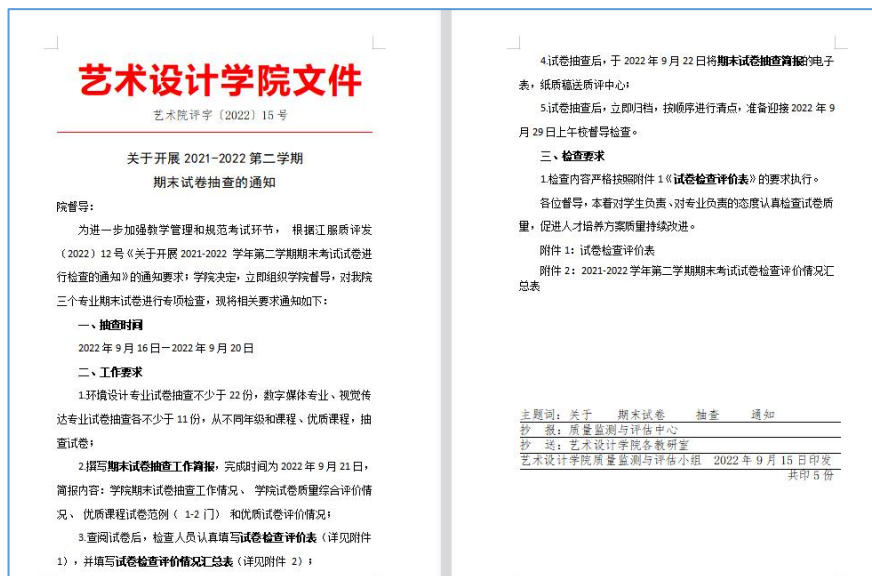 艺术设计学院文件
艺术院评字〔2022〕15 号
关于开展 2021-2022 第二学期
期末试卷抽查的通知
院督导：
为进一步加强教学管理和规范考试环节， 根据江服质评发
（2022）12 号《关于开展 2021-2022 学年第二学期期末考试试卷进
行检查的通知》的通知要求；学院决定，立即组织学院督导，对我院
三个专业期末试卷进行专项检查，现将相关要求通知如下：
一、抽查时间
2022 年 9 月 16 日—2022 年 9 月 20 日
二、工作要求
1.环境设计专业试卷抽查不少于 22 份，数字媒体专业、视觉传
达专业试卷抽查各不少于 11 份，从不同年级和课程、优质课程，抽
查试卷；
2.撰写期末试卷抽查工作简报，完成时间为 2022 年 9 月 21 日，
简报内容：学院期末试卷抽查工作情况、 学院试卷质量综合评价情
况、 优质课程试卷范例（ 1-2 门） 和优质试卷评价情况；
3.查阅试卷后，检查人员认真填写试卷检查评价表（详见附件
1），并填写试卷检查评价情况汇总表（详见附件 2）；
4.试卷抽查后，于 2022 年 9 月 22 日将期末试卷抽查简报的电子
表，纸质稿送质评中心；
5.试卷抽查后，立即归档，按顺序进行清点，准备迎接 2022 年 9
月 29 日上午校督导检查。
三、检查要求
1.检查内容严格按照附件 1《试卷检查评价表》的要求执行。
各位督导，本着对学生负责、对专业负责的态度认真检查试卷质
量，促进人才培养方案质量持续改进。
附件 1：试卷检查评价表
附件 2：2021-2022 学年第二学期期末考试试卷检查评价情况汇
总表
主题词：关于 期末试卷 抽查 通知
抄 报：质量监测与评估中心
抄 送：艺术设计学院各教研室
艺术设计学院质量监测与评估小组 2022 年 9 月 15 日印发
共印 5 份